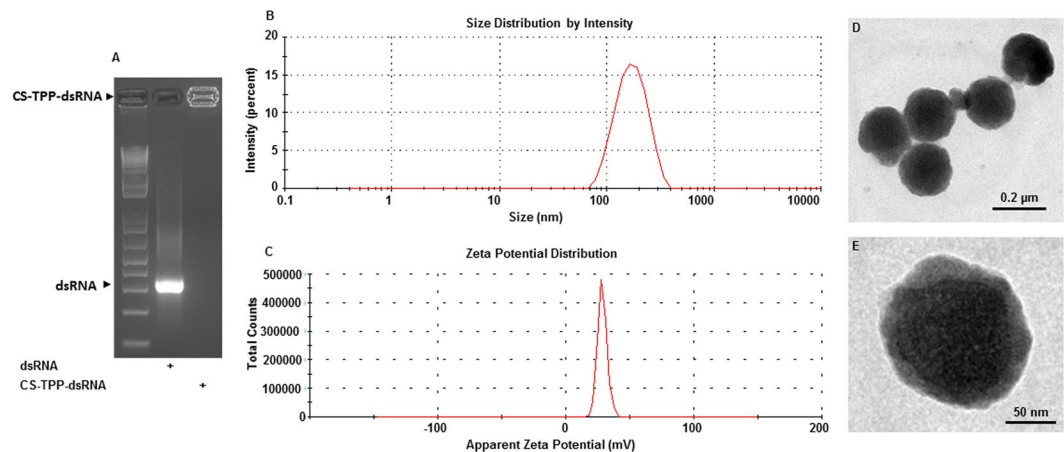 A
CS-TPP-dsRNA
dsRNA
dsRNA +
CS-TPP-dsRNA +
B
Size Distribution by Intensity
Intensity (percent)
20
15
10
5
0
0.1 1 10 100 1000 10000
Size (nm)
C
Zeta Potential Distribution
Total Counts
500000
400000
300000
200000
100000
0
-100 0 100 200
Apparent Zeta Potential (mV)
D
0.2 µm
E
50 nm